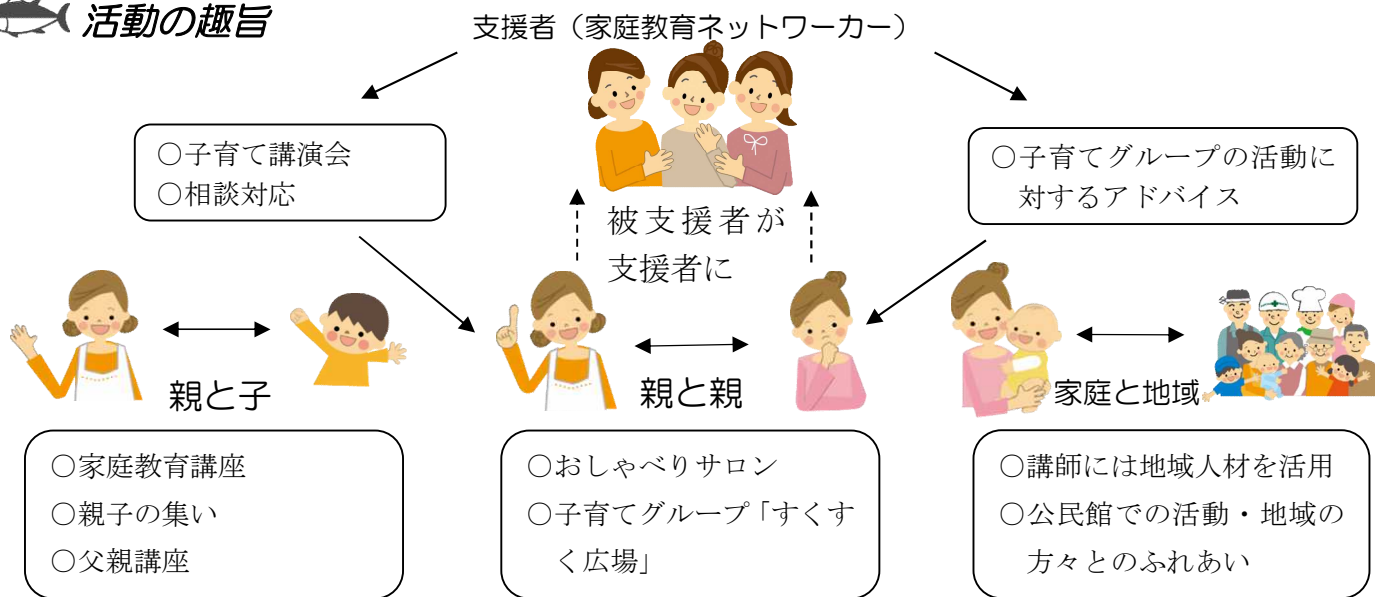 活動の趣旨
支援者（家庭教育ネットワーカー）
○子育て講演会
○相談対応
○子育てグループの活動に
対するアドバイス
被支援者が
支援者に
親と子
親と親
家庭と地域
○家庭教育講座
○親子の集い
○父親講座
○おしゃべりサロン
○子育てグループ「すくす
く広場」
○講師には地域人材を活用
○公民館での活動・地域の
方々とのふれあい